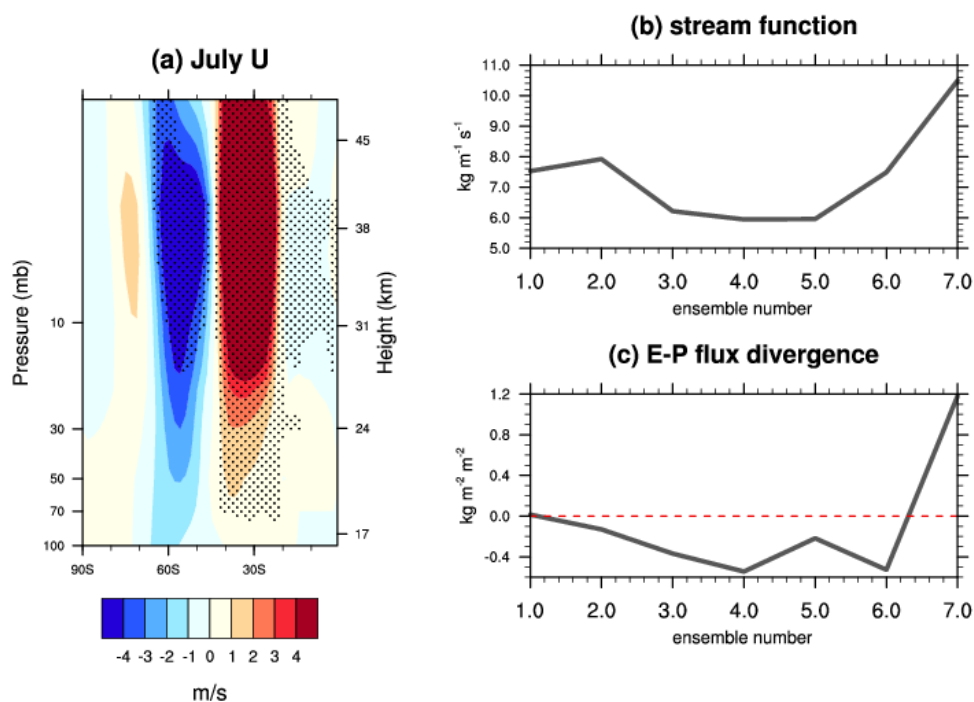 (a) July U
Pressure (mb)
10
30
50
70
100
45
38
31
24
17
Height (km)
90S 60S 30S
-4 -3 -2 -1 0 1 2 3 4
m/s
(b) stream function
kg m⁻¹ s⁻¹
11.0
10.0
9.0
8.0
7.0
6.0
5.0
1.0 2.0 3.0 4.0 5.0 6.0 7.0
ensemble number
(c) E-P flux divergence
kg m⁻² m⁻²
1.2
0.8
0.4
0.0
-0.4
1.0 2.0 3.0 4.0 5.0 6.0 7.0
ensemble number